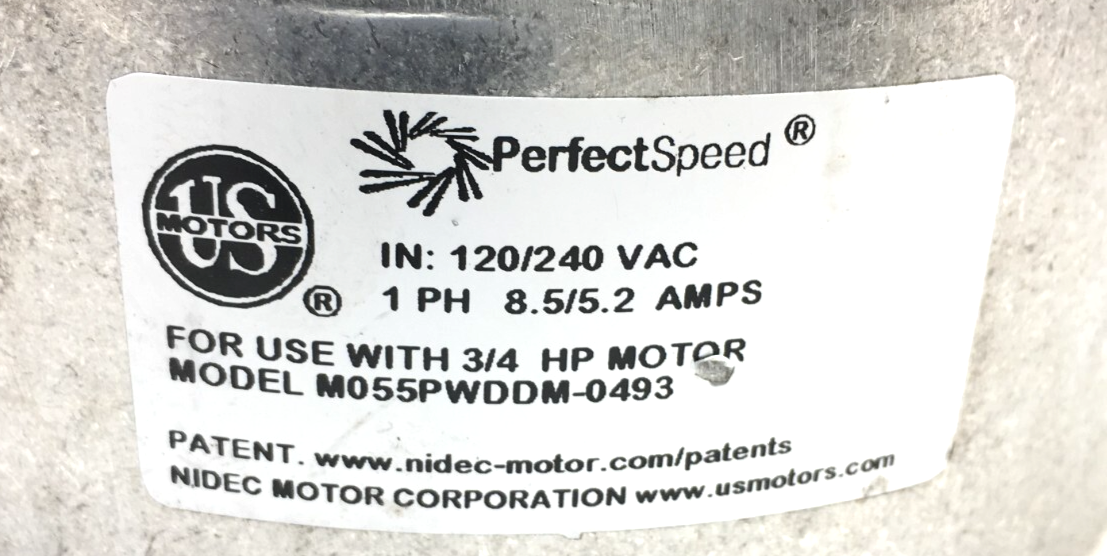 PerfectSpeed ®
US
MOTORS
®
IN: 120/240 VAC
1 PH 8.5/5.2 AMPS
FOR USE WITH 3/4 HP MOTOR
MODEL M055PWDDM-0493
PATENT. www.nidec-motor.com/patents
NIDEC MOTOR CORPORATION www.usmotors.com